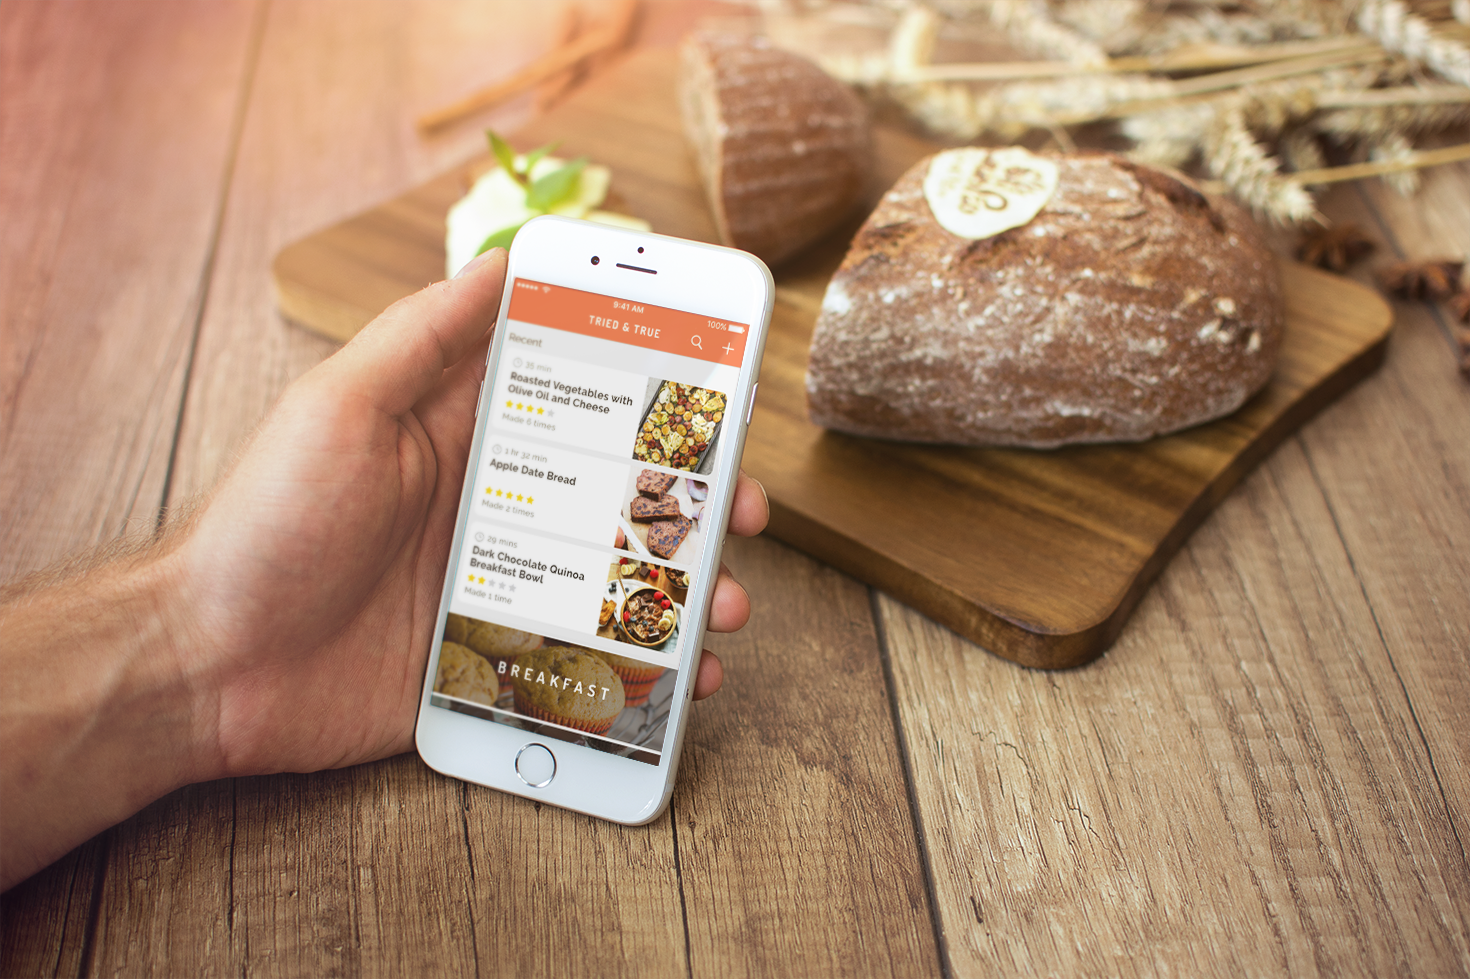 9:41 AM
100%
TRIED & TRUE
Recent
35 min
Roasted Vegetables with
Olive Oil and Cheese
Made 6 times
1 hr 32 min
Apple Date Bread
Made 2 times
29 mins
Dark Chocolate Quinoa
Breakfast Bowl
Made 1 time
BREAKFAST